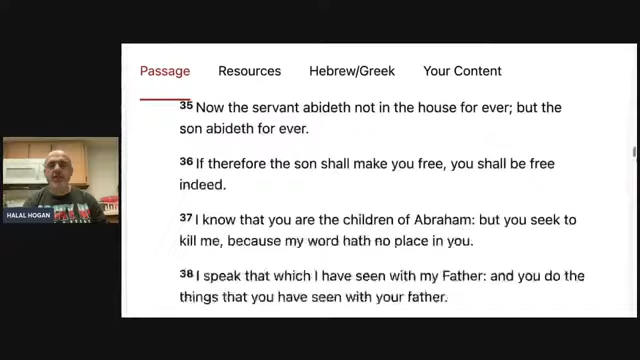 Passage Resources Hebrew/Greek Your Content
35 Now the servant abideth not in the house for ever; but the
son abideth for ever.
36 If therefore the son shall make you free, you shall be free
indeed.
37 I know that you are the children of Abraham: but you seek to
kill me, because my word hath no place in you.
38 I speak that which I have seen with my Father: and you do the
things that you have seen with your father.
HALAL HOGAN